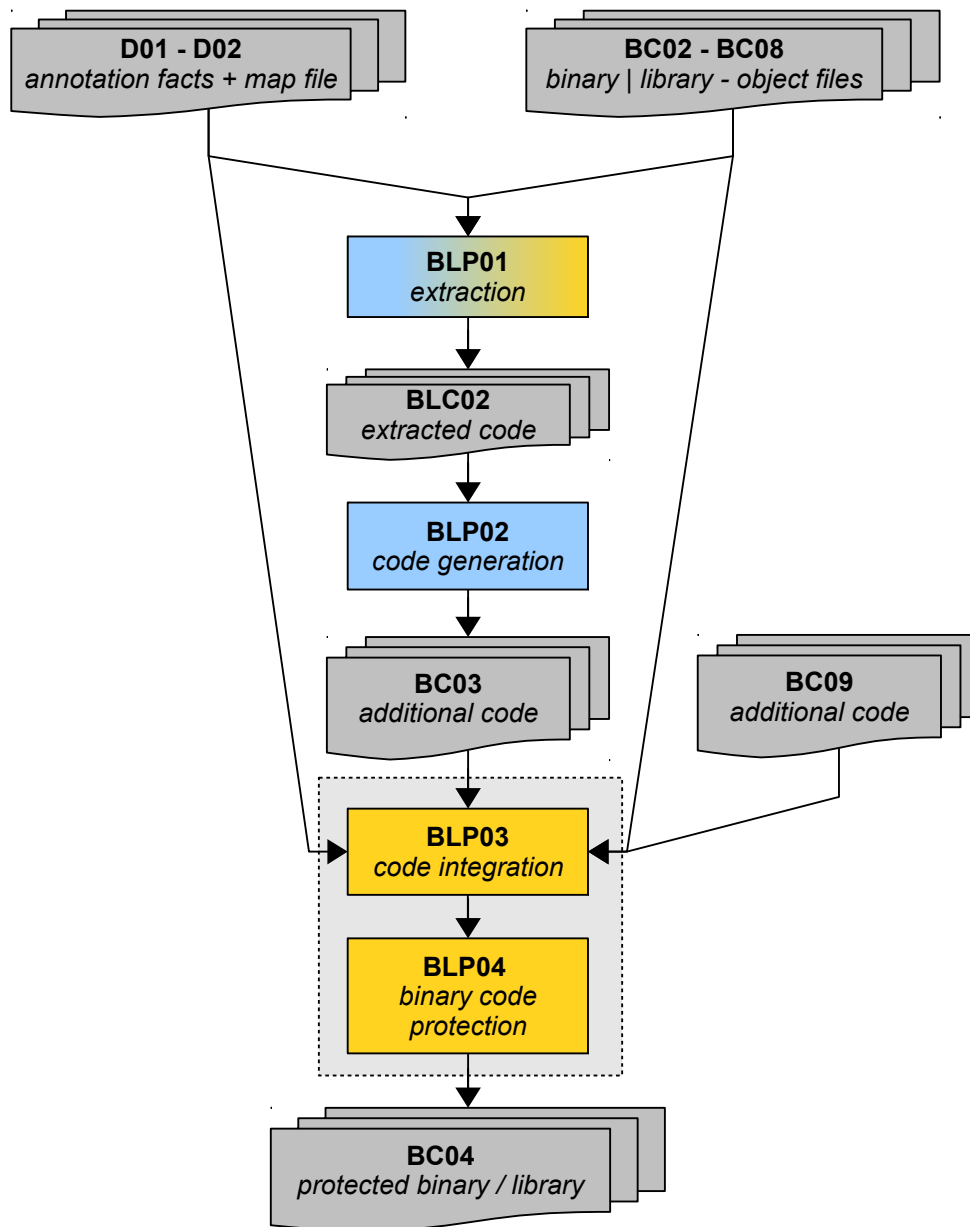 D01 - D02
annotation facts + map file
BC02 - BC08
binary | library - object files
BLP01
extraction
BLC02
extracted code
BLP02
code generation
BC03
additional code
BC09
additional code
BLP03
code integration
BLP04
binary code
protection
BC04
protected binary / library